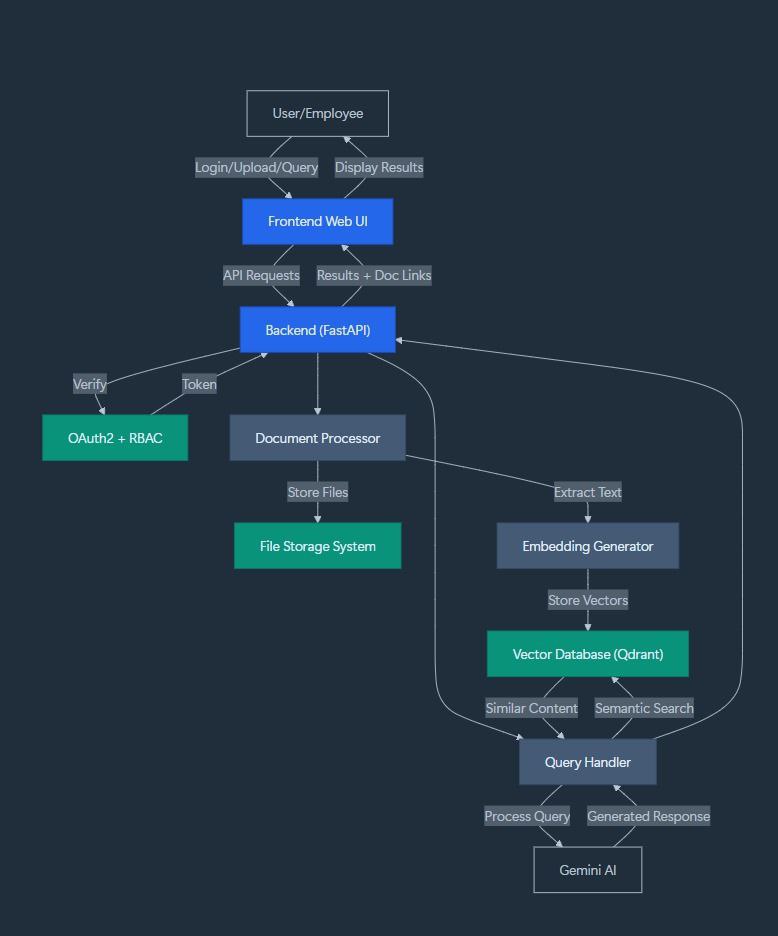 User/Employee
Login/Upload/Query
Display Results
Frontend Web UI
API Requests
Results + Doc Links
Backend (FastAPI)
Verify
Token
OAuth2 + RBAC
Document Processor
Store Files
Extract Text
File Storage System
Embedding Generator
Store Vectors
Vector Database (Qdrant)
Similar Content
Semantic Search
Query Handler
Process Query
Generated Response
Gemini AI